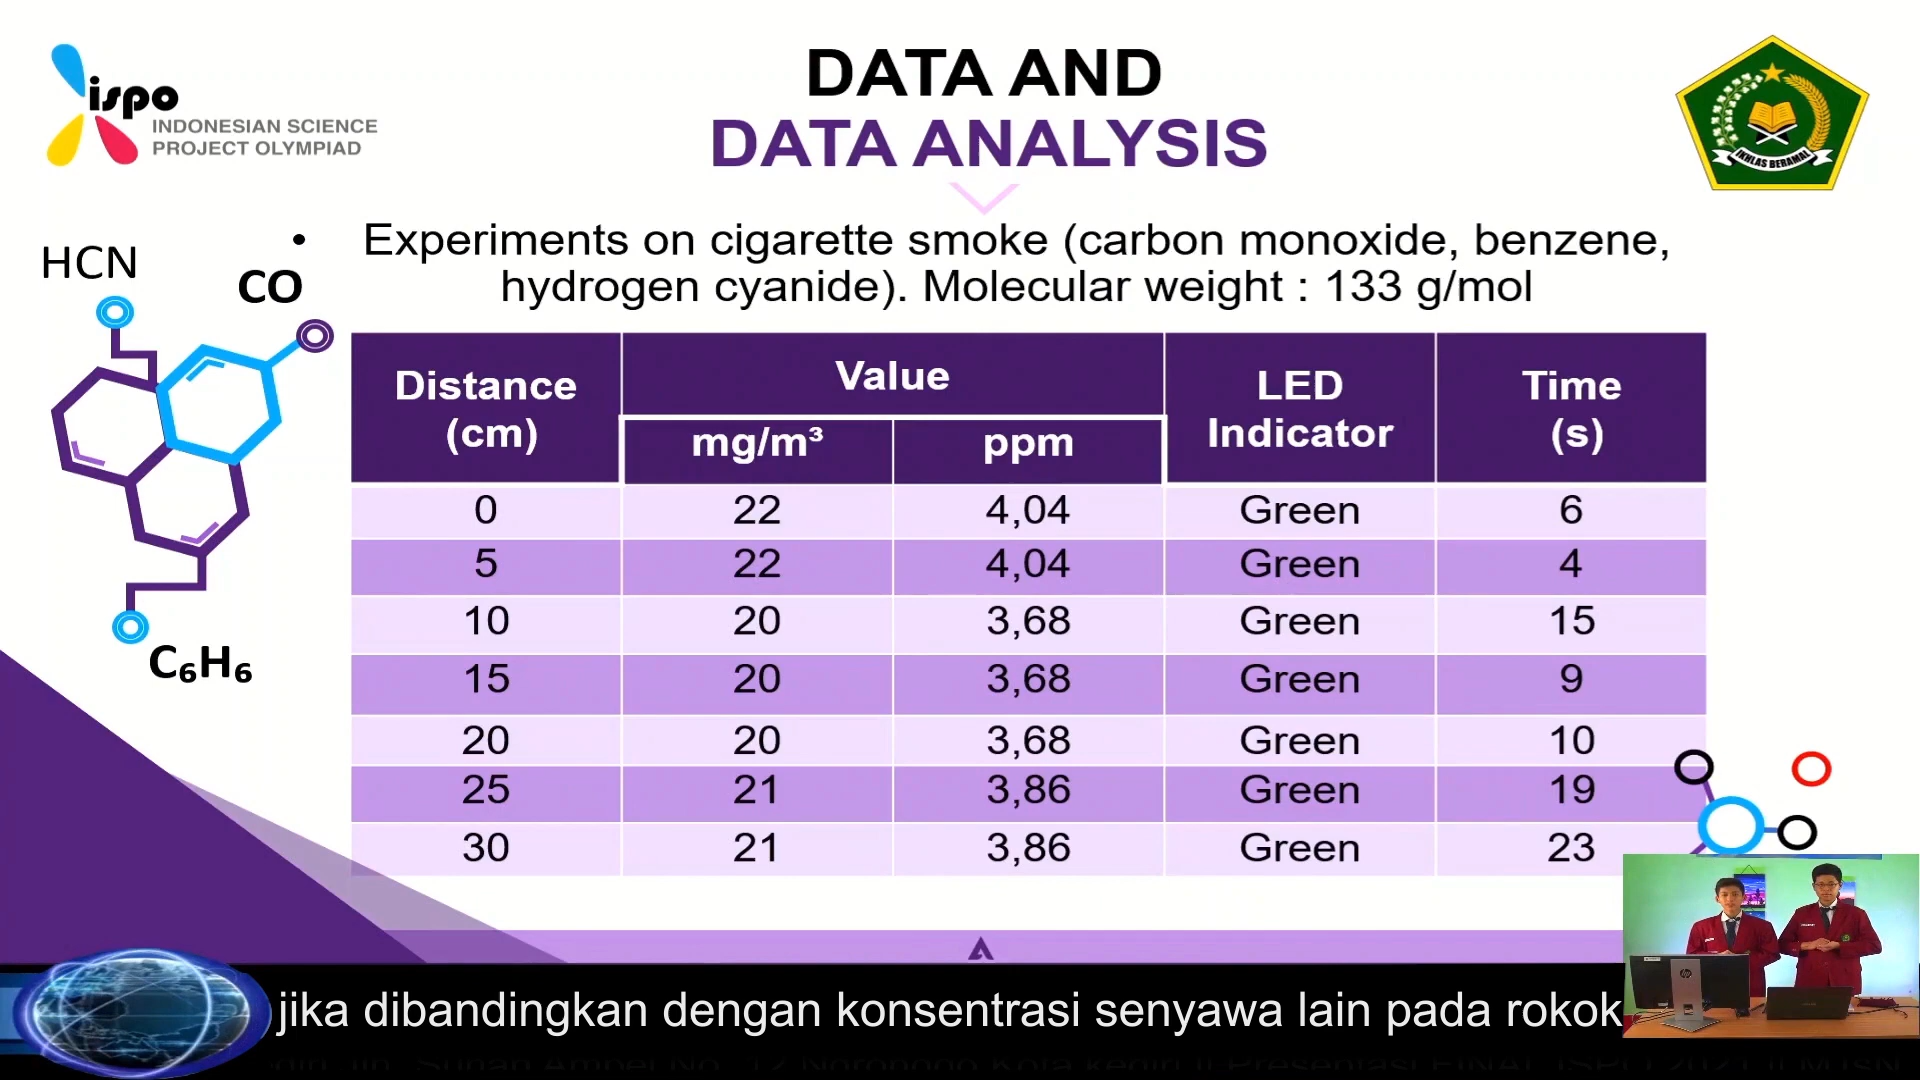 ispo
INDONESIAN SCIENCE
PROJECT OLYMPIAD
DATA AND
DATA ANALYSIS
IKHLAS BERAMAL
• Experiments on cigarette smoke (carbon monoxide, benzene,
hydrogen cyanide). Molecular weight : 133 g/mol
HCN
CO
C₆H₆
Distance (cm) Value LED Indicator Time (s)
mg/m³ ppm
0 22 4,04 Green 6
5 22 4,04 Green 4
10 20 3,68 Green 15
15 20 3,68 Green 9
20 20 3,68 Green 10
25 21 3,86 Green 19
30 21 3,86 Green 23
jika dibandingkan dengan konsentrasi senyawa lain pada rokok